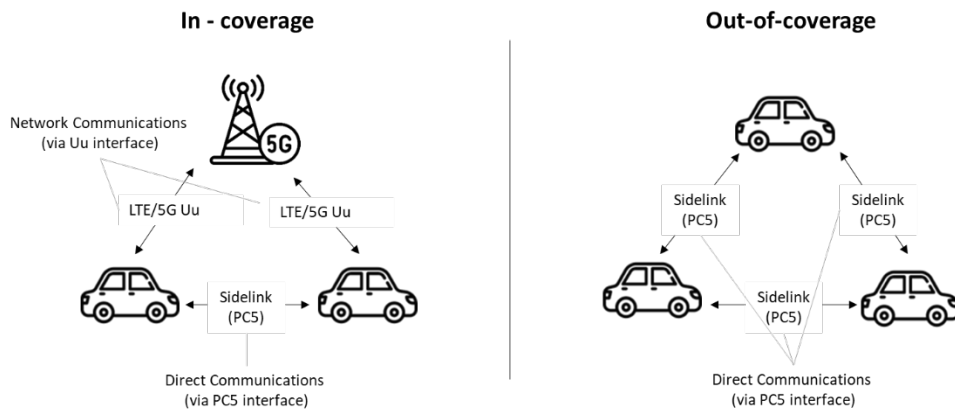 In - coverage
Network Communications
(via Uu interface)
5G
LTE/5G Uu
LTE/5G Uu
Sidelink
(PC5)
Direct Communications
(via PC5 interface)
Out-of-coverage
Sidelink
(PC5)
Sidelink
(PC5)
Sidelink
(PC5)
Direct Communications
(via PC5 interface)